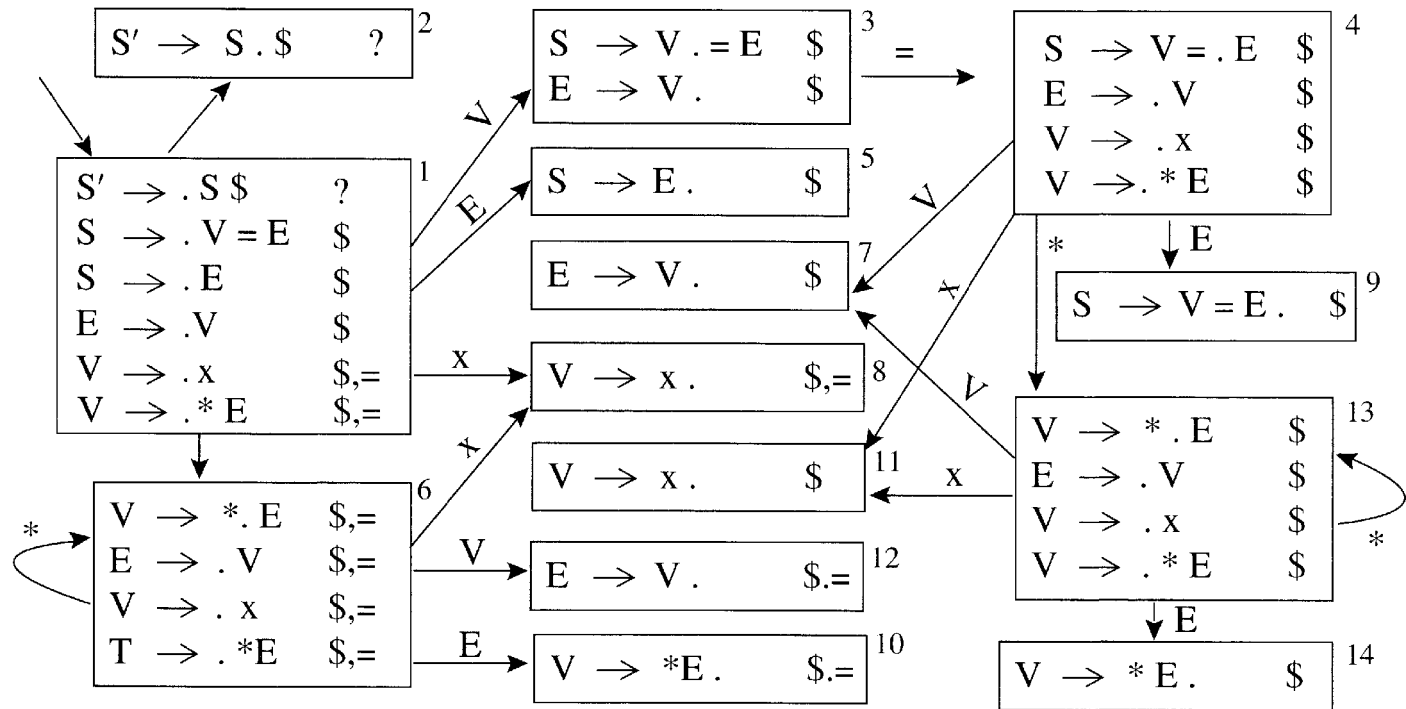 S′ → . S $ ?
S → . V = E $
S → . E $
E → . V $
V → . x $,=
V → . * E $,=
1
S′ → S . $ ?
2
S → V . = E $
E → V . $
3
S → V = . E $
E → . V $
V → . x $
V → . * E $
4
S → E . $
5
V → *. E $,=
E → . V $,=
V → . x $,=
T → . *E $,=
6
E → V . $
7
V → x . $,=
8
S → V = E . $
9
V → *E . $.=
10
V → x . $
11
E → V . $.=
12
V → * . E $
E → . V $
V → . x $
V → . * E $
13
V → * E . $
14
V
E
x
x
V
E
*
=
V
x
*
E
V
x
*
E